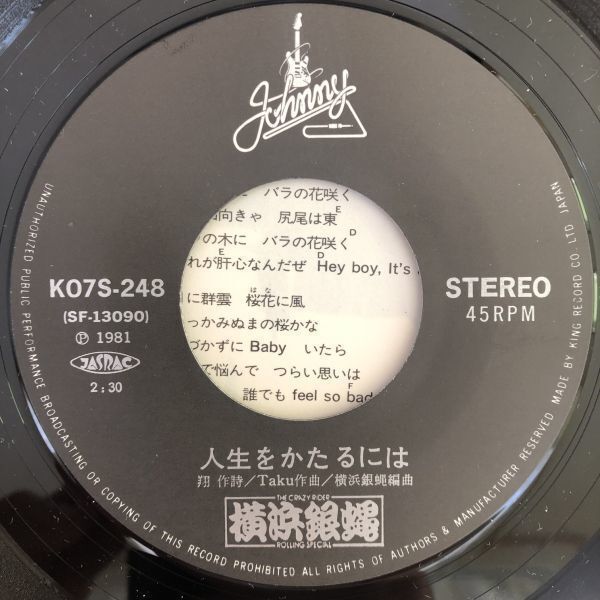 Johnny
バラの花咲く
向きゃ 尻尾は東
E
の木に バラの花咲く
D
れが肝心なんだぜ Hey boy, It's
E D
に群雲 桜花に風
はな
っかみぬまの桜かな
づかずに Baby いたら
で悩んで つらい思いは
誰でも feel so bad
F
K07S-248
(SF-13090)
Ⓟ 1981
JASRAC
2:30
STEREO
45RPM
人生をかたるには
翔 作詩／Taku作曲／横浜銀蝿編曲
THE CRAZY RIDER
横浜銀蝿
ROLLING SPECIAL
UNAUTHORIZED PUBLIC PERFORMANCE BROADCASTING OR COPYING OF THIS RECORD PROHIBITED ALL RIGHTS OF AUTHORS & MANUFACTURER RESERVED MADE BY KING RECORD CO. LTD JAPAN